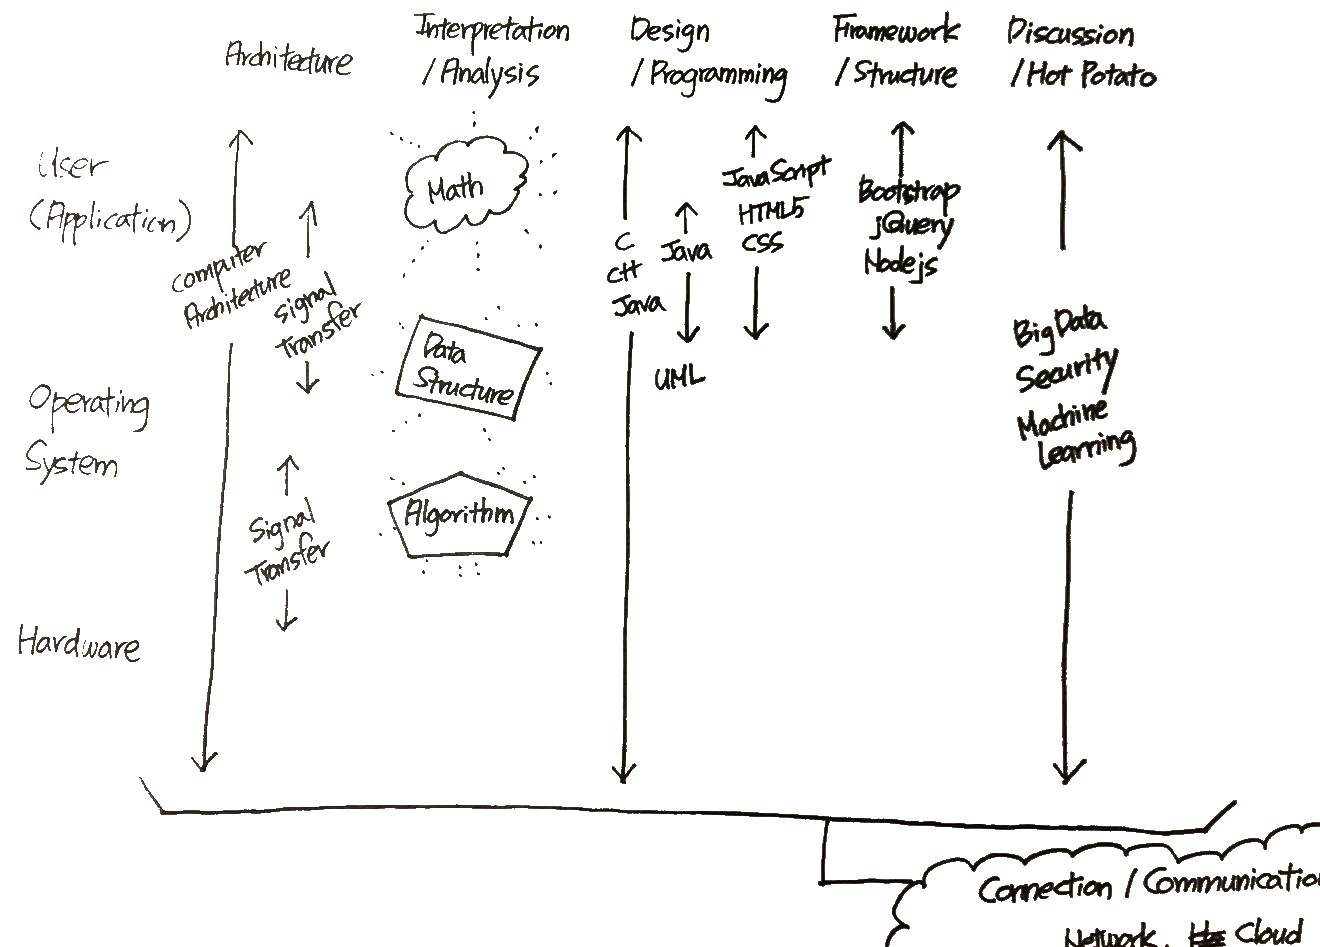 Architecture
Interpretation
/ Analysis
Design
/ Programming
Framework
/ Structure
Discussion
/ Hot Potato
User
(Application)
Operating
System
Hardware
Computer
Architecture
Signal
Transfer
Signal
Transfer
Math
Data
Structure
Algorithm
C
C++
Java
Java
UML
JavaScript
HTML5
CSS
Bootstrap
jQuery
Nodejs
Big Data
Security
Machine
Learning
Connection / Communicatio
Network, Cloud